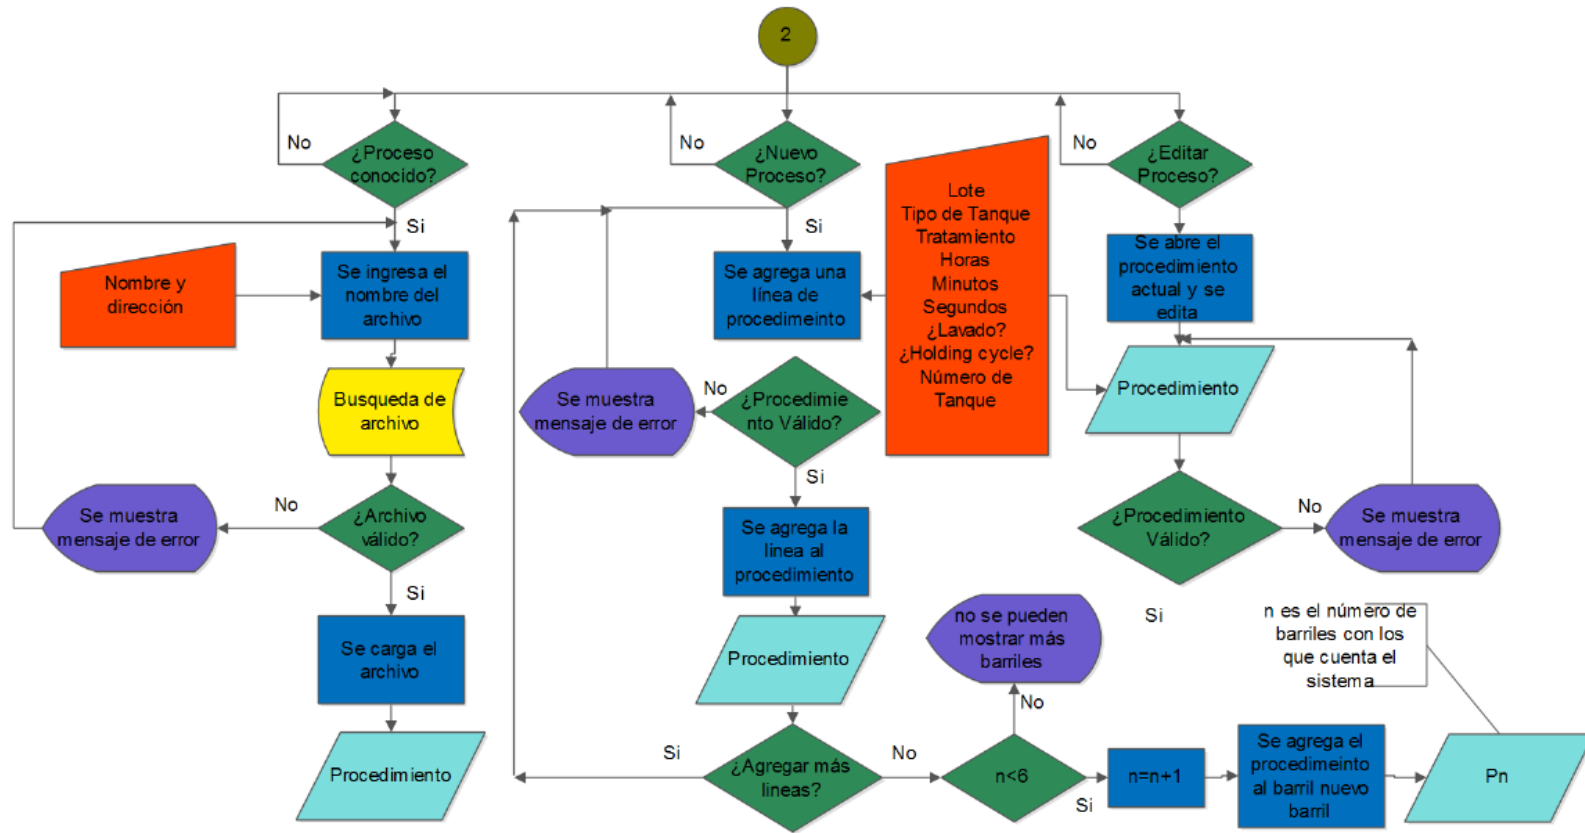 2
No
¿Proceso
conocido?
Si
Nombre y
dirección
Se ingresa el
nombre del
archivo
Busqueda de
archivo
¿Archivo
válido?
No
Se muestra
mensaje de error
Si
Se carga el
archivo
Procedimiento
No
¿Nuevo
Proceso?
Si
Se agrega una
línea de
procedimeinto
¿Procedimie
nto Válido?
No
Se muestra
mensaje de error
Si
Se agrega la
línea al
procedimiento
Procedimiento
¿Agregar más
lineas?
Si
No
n<6
No
no se pueden
mostrar más
barriles
Si
n=n+1
Se agrega el
procedimeinto
al barril nuevo
barril
Pn
n es el número de
barriles con los
que cuenta el
sistema
Lote
Tipo de Tanque
Tratamiento
Horas
Minutos
Segundos
¿Lavado?
¿Holding cycle?
Número de
Tanque
No
¿Editar
Proceso?
Se abre el
procedimiento
actual y se
edita
Procedimiento
¿Procedimiento
Válido?
No
Se muestra
mensaje de error
Si